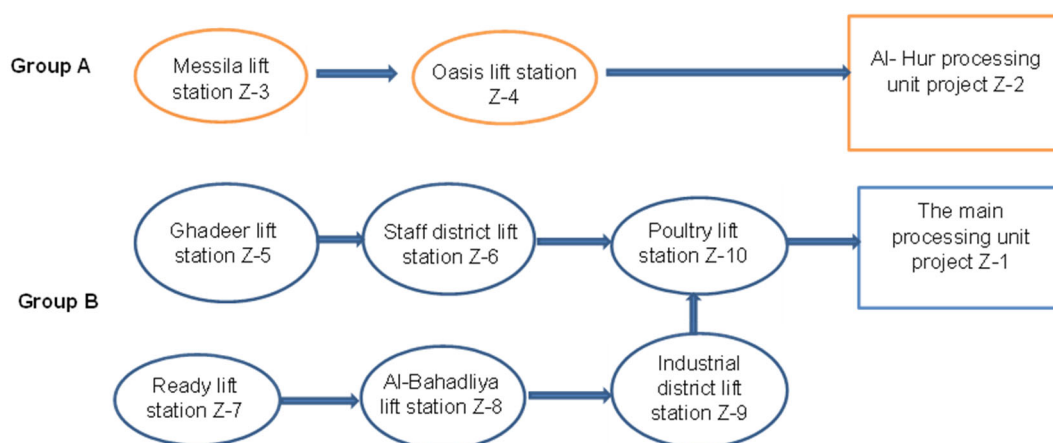 Group A
Messila lift
station Z-3
Oasis lift station
Z-4
Al- Hur processing
unit project Z-2
Group B
Ghadeer lift
station Z-5
Staff district lift
station Z-6
Poultry lift
station Z-10
The main
processing unit
project Z-1
Ready lift
station Z-7
Al-Bahadliya
lift station Z-8
Industrial
district lift
station Z-9